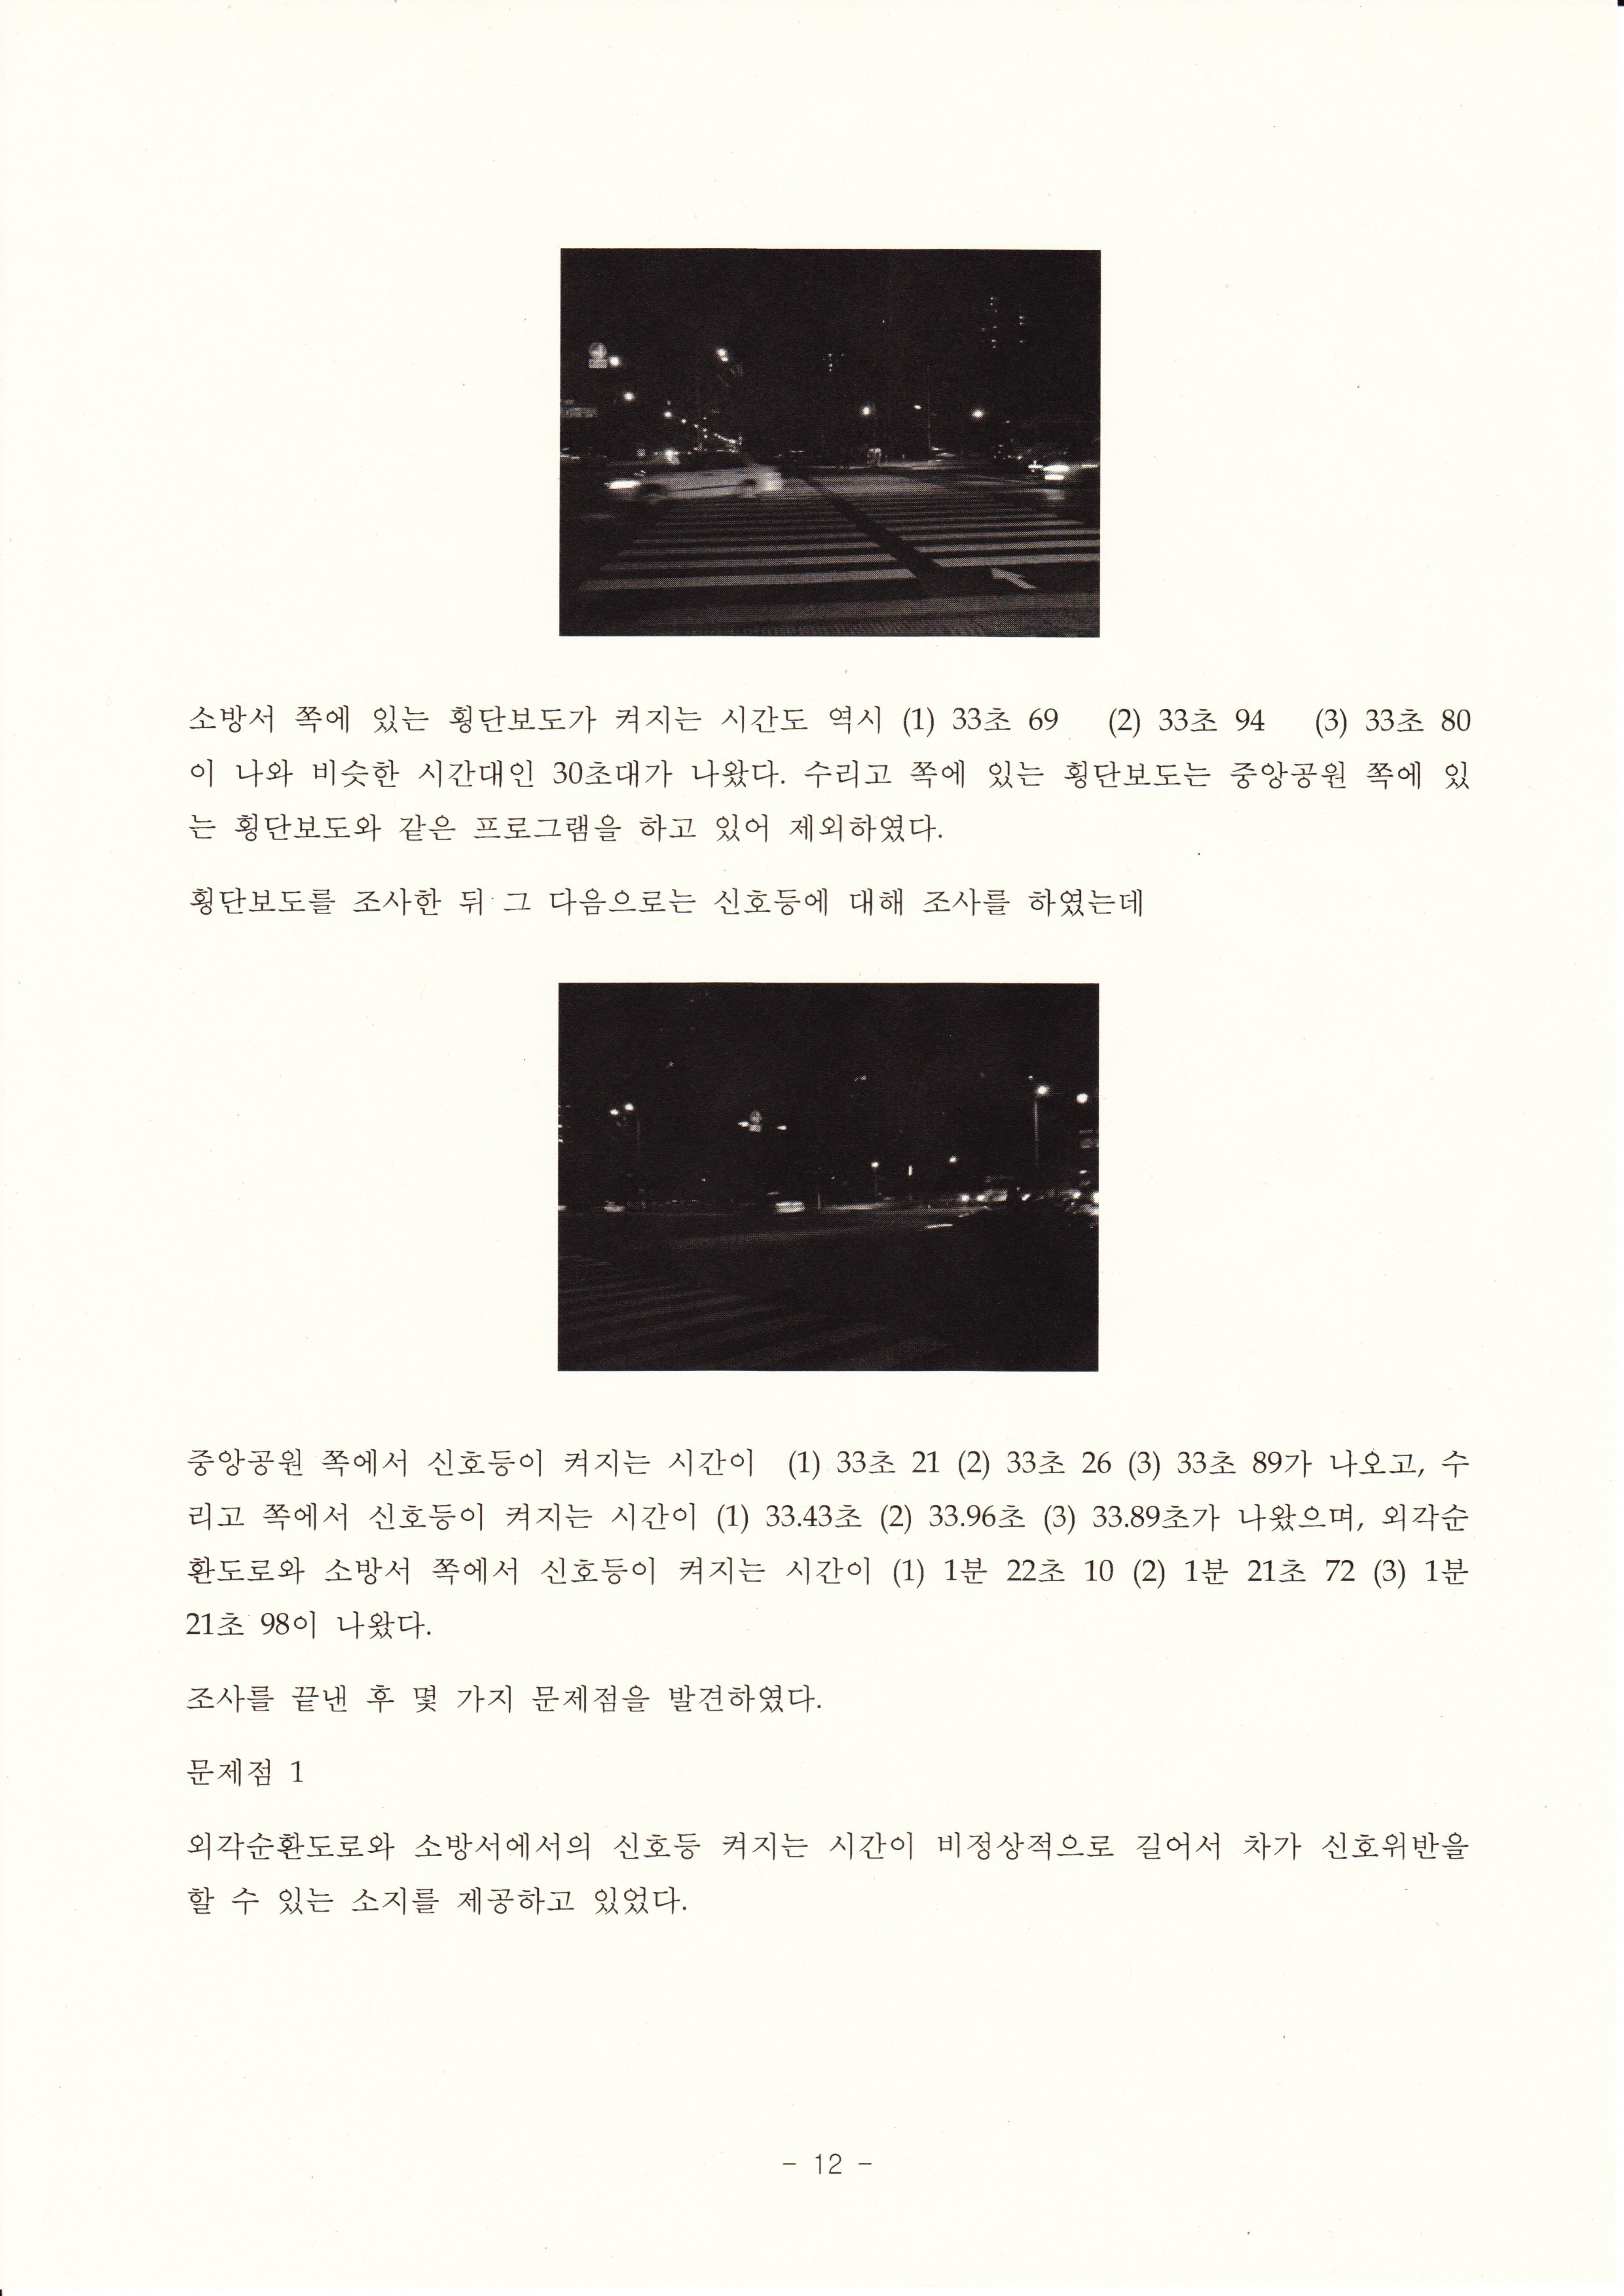 소방서 쪽에 있는 횡단보도가 켜지는 시간도 역시 (1) 33초 69 (2) 33초 94 (3) 33초 80
이 나와 비슷한 시간대인 30초대가 나왔다. 수리고 쪽에 있는 횡단보도는 중앙공원 쪽에 있
는 횡단보도와 같은 프로그램을 하고 있어 제외하였다.
횡단보도를 조사한 뒤 그 다음으로는 신호등에 대해 조사를 하였는데
중앙공원 쪽에서 신호등이 켜지는 시간이 (1) 33초 21 (2) 33초 26 (3) 33초 89가 나오고, 수
리고 쪽에서 신호등이 켜지는 시간이 (1) 33.43초 (2) 33.96초 (3) 33.89초가 나왔으며, 외각순
환도로와 소방서 쪽에서 신호등이 켜지는 시간이 (1) 1분 22초 10 (2) 1분 21초 72 (3) 1분
21초 98이 나왔다.
조사를 끝낸 후 몇 가지 문제점을 발견하였다.
문제점 1
외각순환도로와 소방서에서의 신호등 켜지는 시간이 비정상적으로 길어서 차가 신호위반을
할 수 있는 소지를 제공하고 있었다.
- 12 -